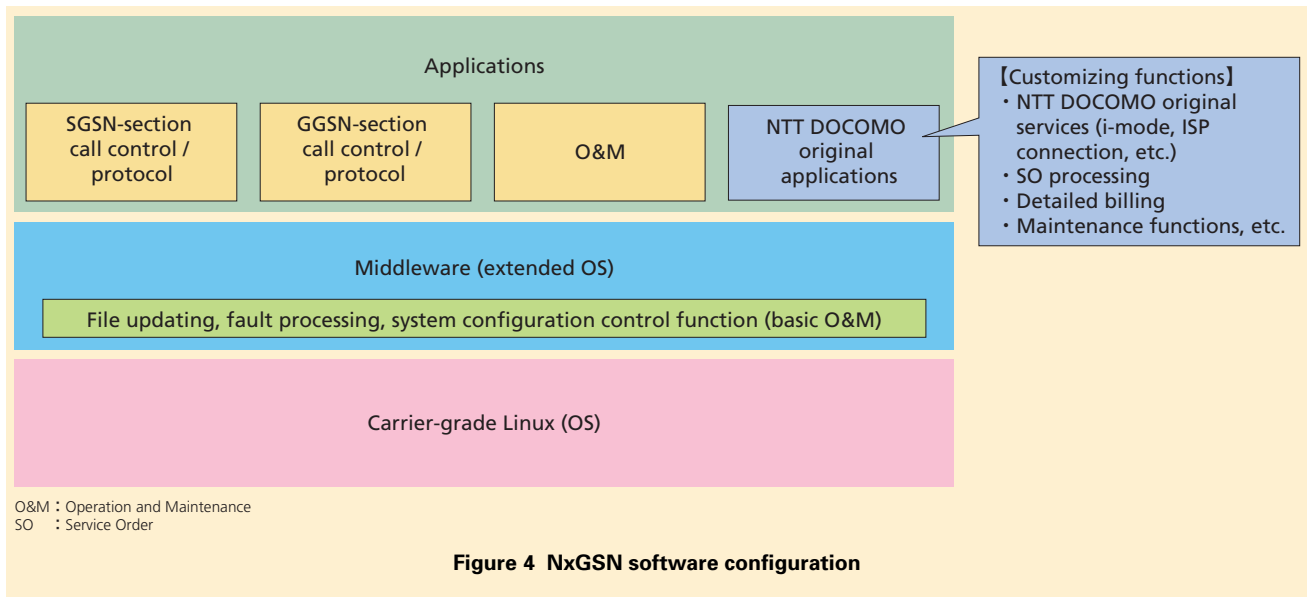 Applications
SGSN-section
call control /
protocol
GGSN-section
call control /
protocol
O&M
NTT DOCOMO
original
applications
【Customizing functions】
・NTT DOCOMO original
services (i-mode, ISP
connection, etc.)
・SO processing
・Detailed billing
・Maintenance functions, etc.
Middleware (extended OS)
File updating, fault processing, system configuration control function (basic O&M)
Carrier-grade Linux (OS)
O&M：Operation and Maintenance
SO ：Service Order
Figure 4 NxGSN software configuration